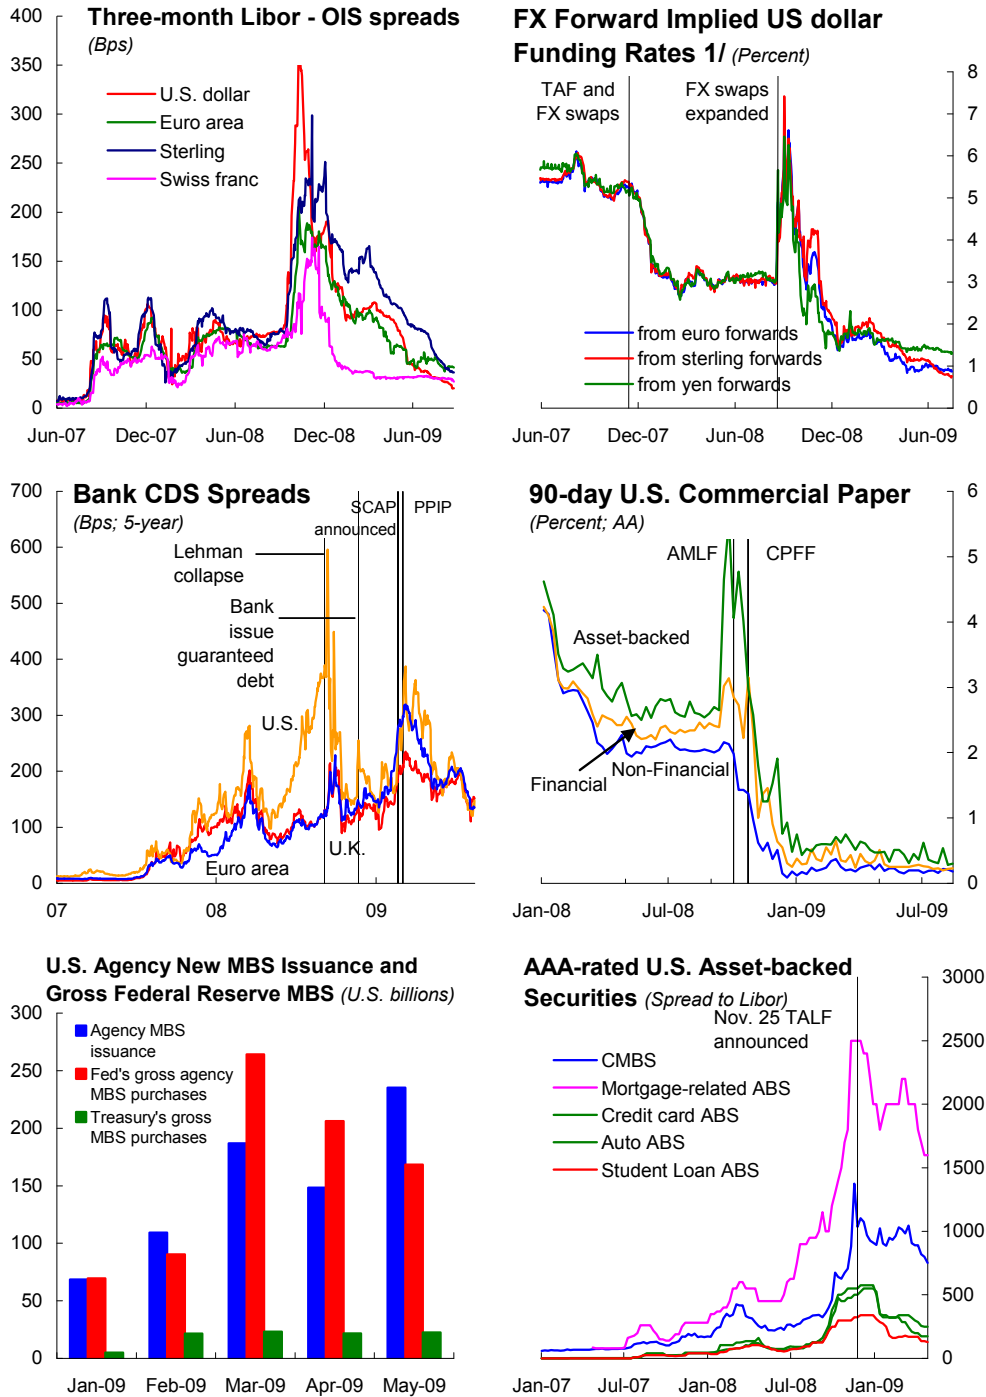 Three-month Libor - OIS spreads
(Bps)
400
350
300
250
200
150
100
50
0
U.S. dollar
Euro area
Sterling
Swiss franc
Jun-07 Dec-07 Jun-08 Dec-08 Jun-09
FX Forward Implied US dollar
Funding Rates 1/ (Percent)
TAF and
FX swaps
FX swaps
expanded
8
7
6
5
4
3
2
1
0
from euro forwards
from sterling forwards
from yen forwards
Jun-07 Dec-07 Jun-08 Dec-08 Jun-09
Bank CDS Spreads
(Bps; 5-year)
700
600
500
400
300
200
100
0
SCAP
announced
PPIP
Lehman
collapse
Bank
issue
guaranteed
debt
U.S.
U.K.
Euro area
07 08 09
90-day U.S. Commercial Paper
(Percent; AA)
6
5
4
3
2
1
0
AMLF
CPFF
Asset-backed
Financial
Non-Financial
Jan-08 Jul-08 Jan-09 Jul-09
U.S. Agency New MBS Issuance and
Gross Federal Reserve MBS (U.S. billions)
300
250
200
150
100
50
0
Agency MBS
issuance
Fed's gross agency
MBS purchases
Treasury's gross
MBS purchases
Jan-09 Feb-09 Mar-09 Apr-09 May-09
AAA-rated U.S. Asset-backed
Securities (Spread to Libor)
Nov. 25 TALF
announced
3000
2500
2000
1500
1000
500
0
CMBS
Mortgage-related ABS
Credit card ABS
Auto ABS
Student Loan ABS
Jan-07 Jul-07 Jan-08 Jul-08 Jan-09